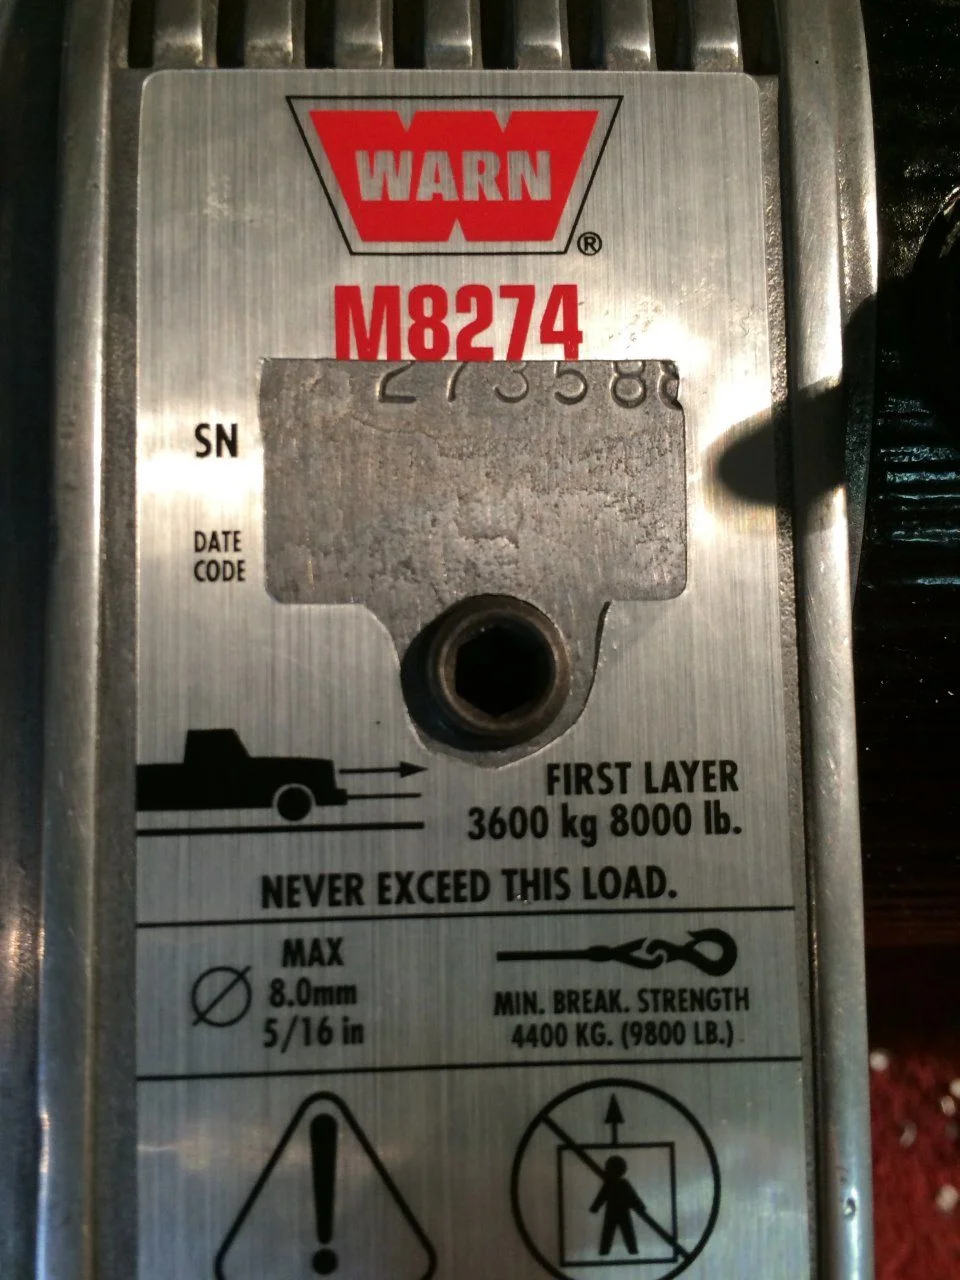 WARN
®
M8274
273588
SN
DATE
CODE
FIRST LAYER
3600 kg 8000 lb.
NEVER EXCEED THIS LOAD.
MAX
8.0mm
5/16 in
MIN. BREAK. STRENGTH
4400 KG. (9800 LB.)